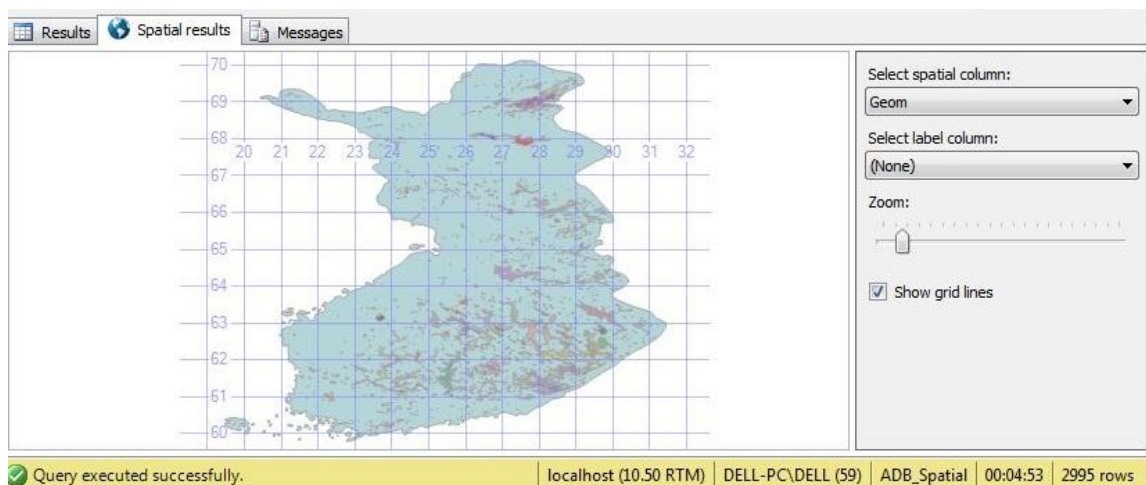 Results Spatial results Messages
70
69
68
20 21 22 23 24 25 26 27 28 29 30 31 32
67
66
65
64
63
62
61
60
Select spatial column:
Geom
Select label column:
(None)
Zoom:
Show grid lines
Query executed successfully. localhost (10.50 RTM) DELL-PC\DELL (59) ADB_Spatial 00:04:53 2995 rows